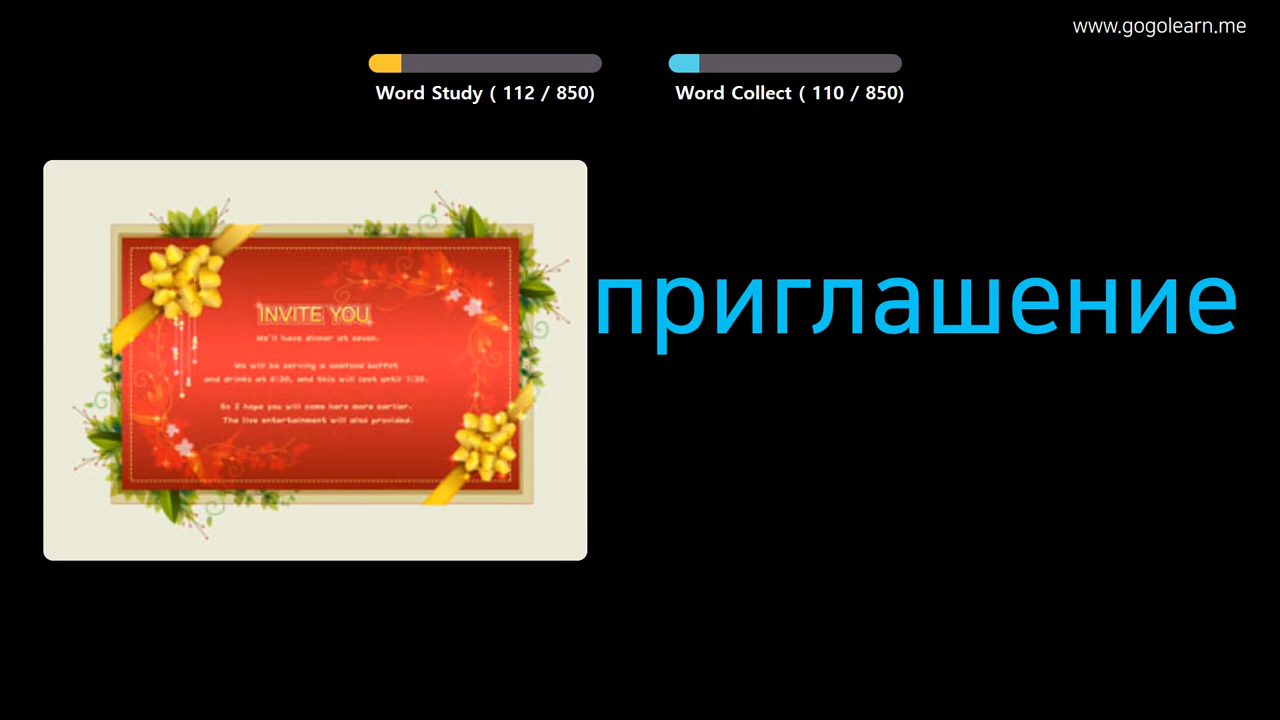 www.gogolearn.me
Word Study ( 112 / 850)
Word Collect ( 110 / 850)
INVITE YOU
We'll have dinner at seven.
We will be serving a seafood buffet
and drinks at 6:30, and this will last until 7:30.
So I hope you will come here more earlier.
The live entertainment will also provided.
приглашение